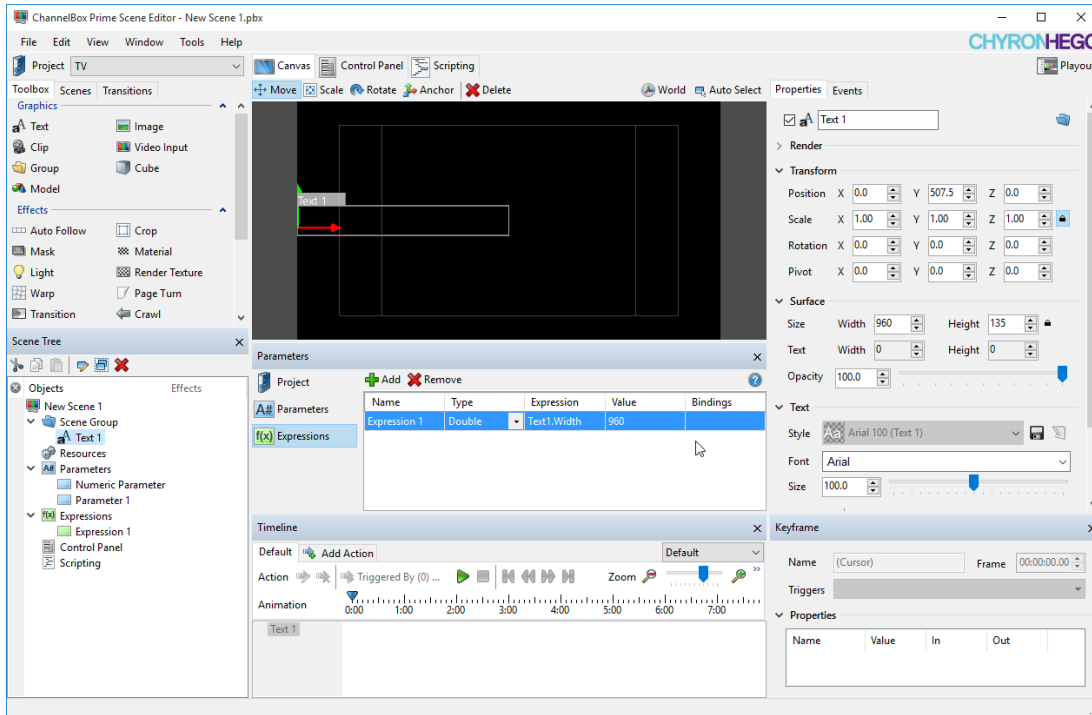 ChannelBox Prime Scene Editor - New Scene 1.pbx
File Edit View Window Tools Help
CHYRONHEGO
Project TV
Canvas Control Panel Scripting
Playout
Toolbox Scenes Transitions
Move Scale Rotate Anchor Delete World Auto Select
Properties Events
Graphics
Text Image
Clip Video Input
Group Cube
Model
Effects
Auto Follow Crop
Mask Material
Light Render Texture
Warp Page Turn
Transition Crawl
Text 1
Text 1
Render
Transform
Position X 0.0 Y 507.5 Z 0.0
Scale X 1.00 Y 1.00 Z 1.00
Rotation X 0.0 Y 0.0 Z 0.0
Pivot X 0.0 Y 0.0 Z 0.0
Surface
Size Width 960 Height 135
Text Width 0 Height 0
Opacity 100.0
Text
Style Aa Arial 100 (Text 1)
Font Arial
Size 100.0
Scene Tree
Objects Effects
New Scene 1
Scene Group
Text 1
Resources
A# Parameters
Numeric Parameter
Parameter 1
f(x) Expressions
Expression 1
Control Panel
Scripting
Parameters
Project
A# Parameters
f(x) Expressions
Add Remove
Name Type Expression Value Bindings
Expression 1 Double Text1.Width 960
Timeline
Default Add Action Default
Action Triggered By (0) ... Zoom
Animation 0:00 1:00 2:00 3:00 4:00 5:00 6:00 7:00
Text 1
Keyframe
Name (Cursor) Frame 00:00:00.00
Triggers
Properties
Name Value In Out